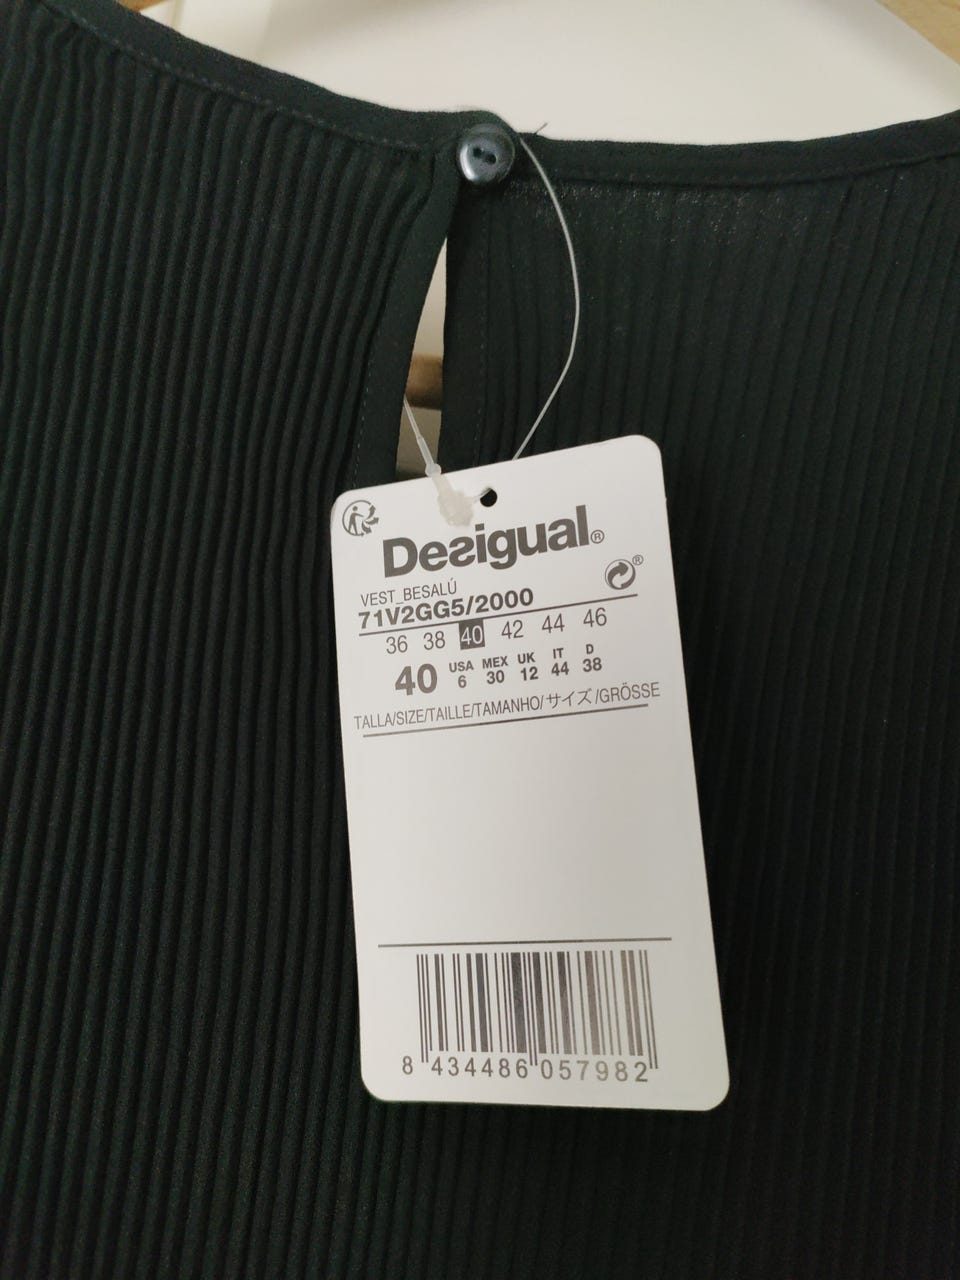 Desigual®
VEST_BESALÚ
71V2GG5/2000
36 38 40 42 44 46
40 USA 6 MEX 30 UK 12 IT 44 D 38
TALLA/SIZE/TAILLE/TAMANHO/サイズ/GRÖSSE
8 434486 057982